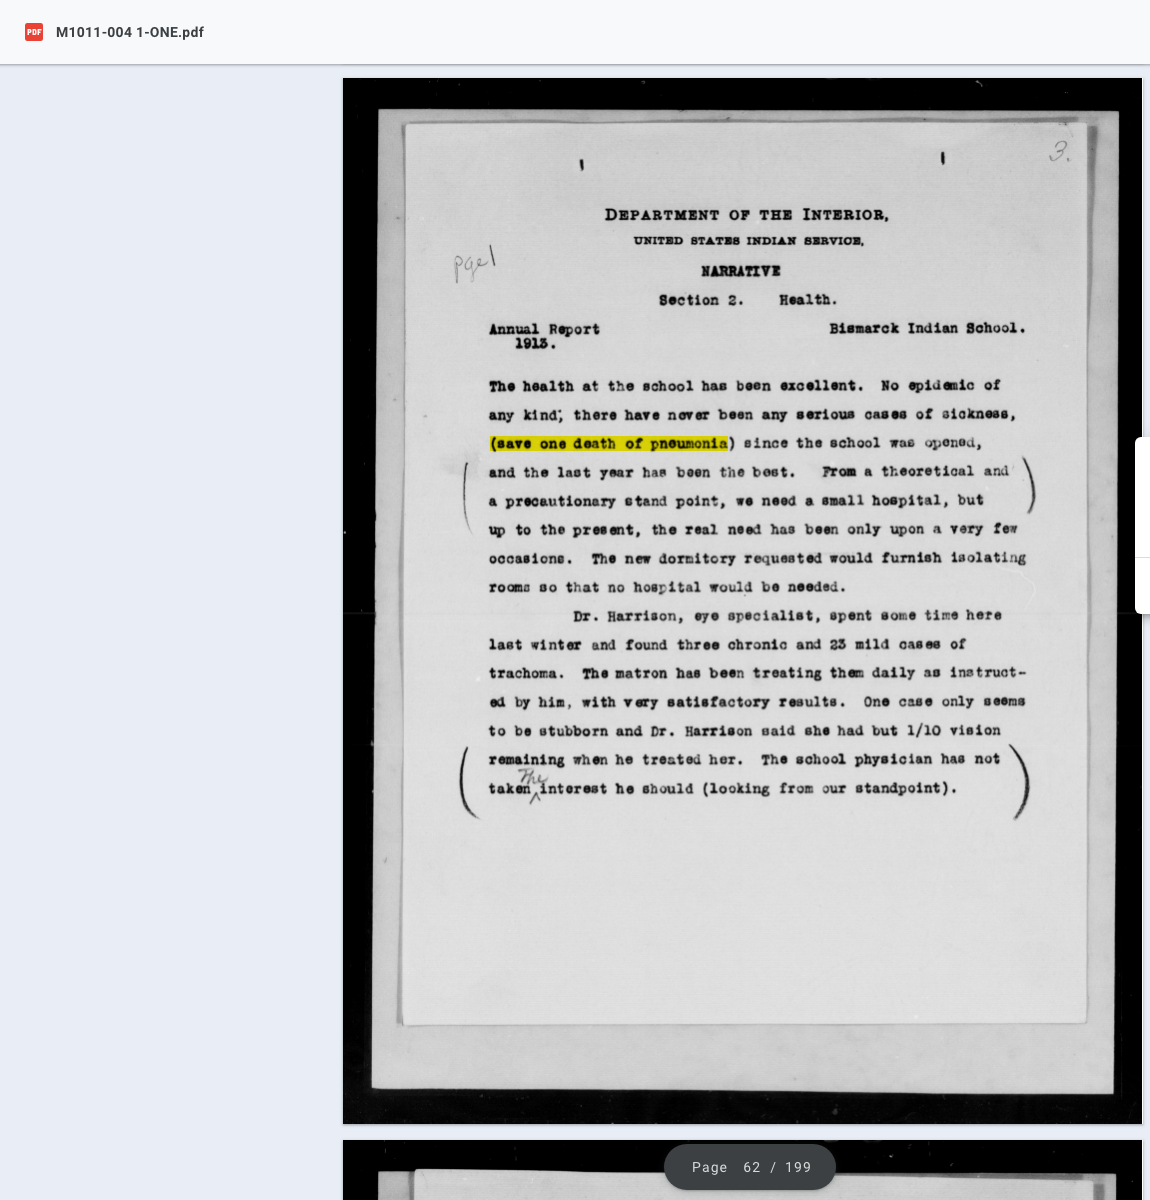 PDF M1011-004 1-ONE.pdf
3.
DEPARTMENT OF THE INTERIOR,
UNITED STATES INDIAN SERVICE,
pge 1
NARRATIVE
Section 2. Health.
Annual Report Bismarck Indian School.
1913.
The health at the school has been excellent. No epidemic of
any kind; there have never been any serious cases of sickness,
(save one death of pneumonia) since the school was opened,
and the last year has been the best. From a theoretical and
a precautionary stand point, we need a small hospital, but
up to the present, the real need has been only upon a very few
occasions. The new dormitory requested would furnish isolating
rooms so that no hospital would be needed.
Dr. Harrison, eye specialist, spent some time here
last winter and found three chronic and 23 mild cases of
trachoma. The matron has been treating them daily as instruct-
ed by him, with very satisfactory results. One case only seems
to be stubborn and Dr. Harrison said she had but 1/10 vision
remaining when he treated her. The school physician has not
The
taken interest he should (looking from our standpoint).
Page 62 / 199